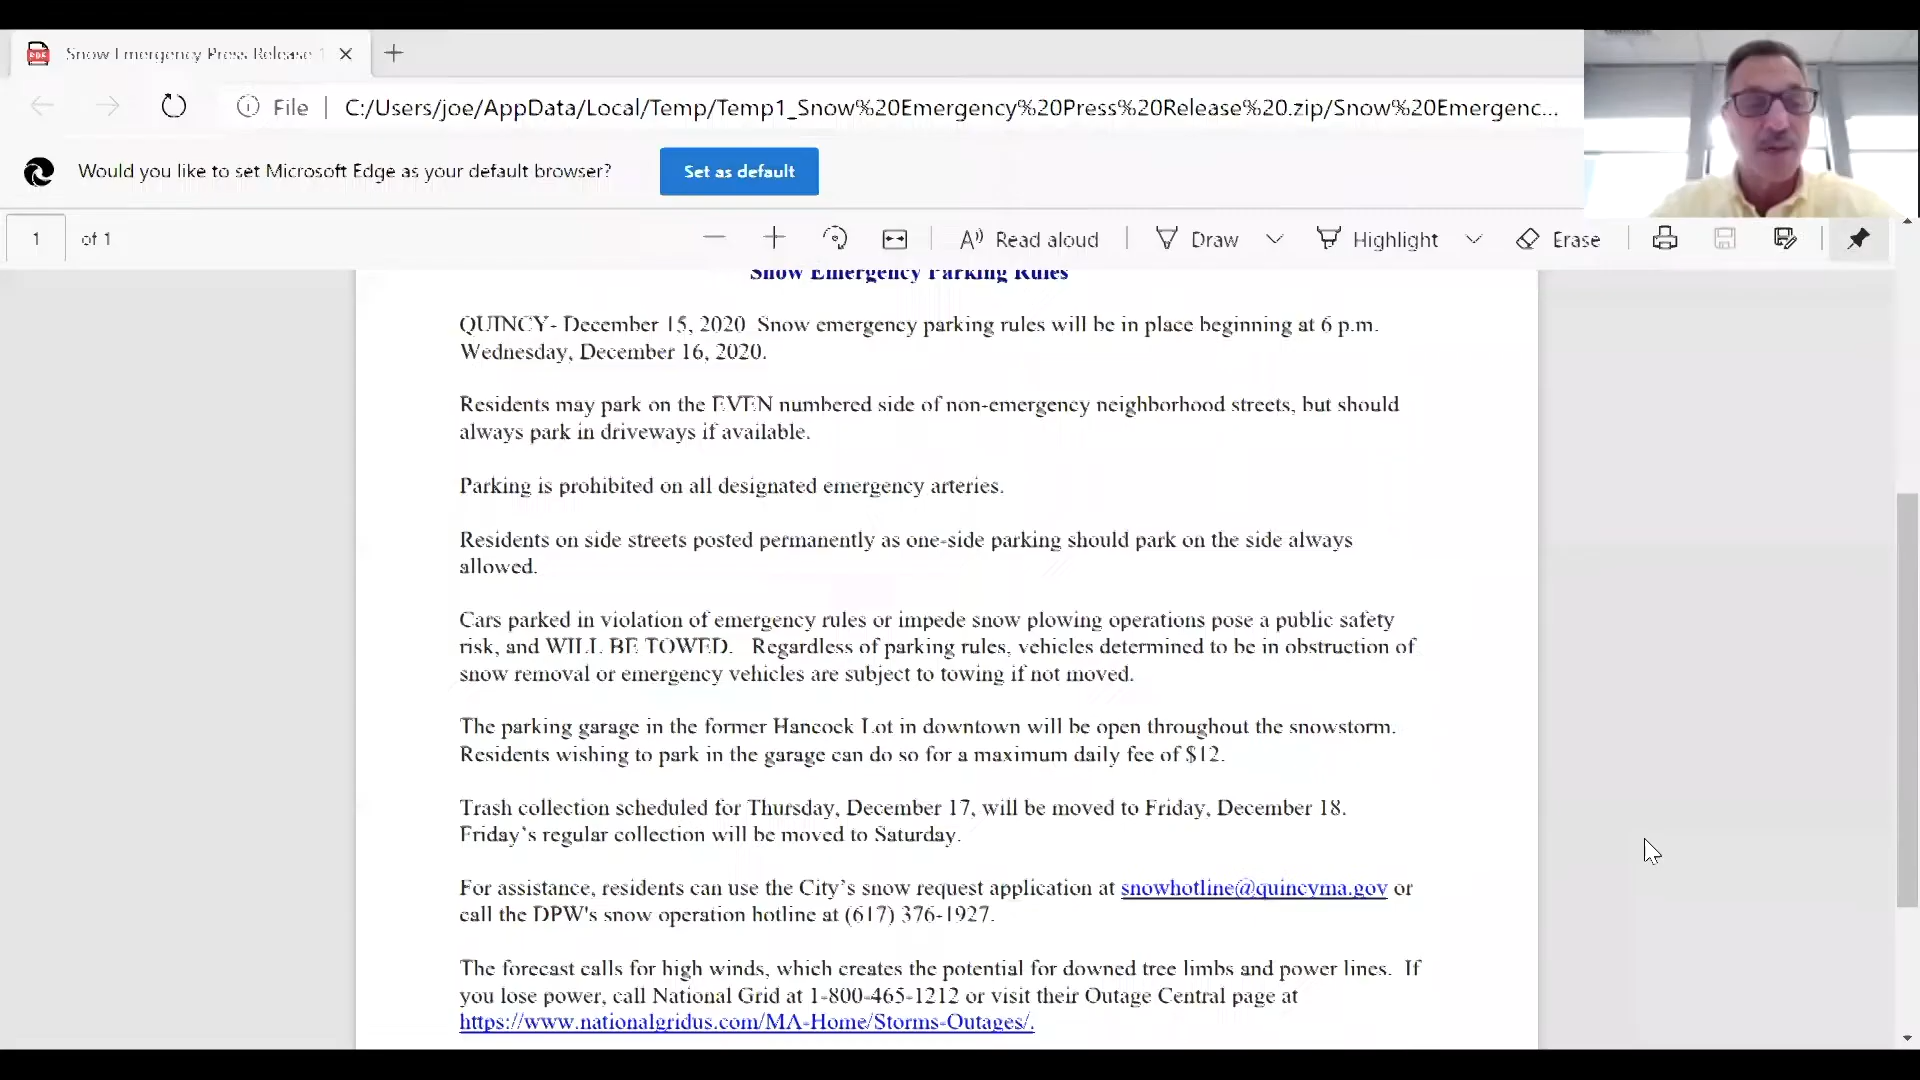 Snow Emergency Press Release 1
File
C:/Users/joe/AppData/Local/Temp/Temp1_Snow%20Emergency%20Press%20Release%20.zip/Snow%20Emergenc...
Would you like to set Microsoft Edge as your default browser?
Set as default
1 of 1
Read aloud
Draw
Highlight
Erase
Snow Emergency Parking Rules
QUINCY- December 15, 2020 Snow emergency parking rules will be in place beginning at 6 p.m.
Wednesday, December 16, 2020.
Residents may park on the EVEN numbered side of non-emergency neighborhood streets, but should
always park in driveways if available.
Parking is prohibited on all designated emergency arteries.
Residents on side streets posted permanently as one-side parking should park on the side always
allowed.
Cars parked in violation of emergency rules or impede snow plowing operations pose a public safety
risk, and WILL BE TOWED. Regardless of parking rules, vehicles determined to be in obstruction of
snow removal or emergency vehicles are subject to towing if not moved.
The parking garage in the former Hancock Lot in downtown will be open throughout the snowstorm.
Residents wishing to park in the garage can do so for a maximum daily fee of $12.
Trash collection scheduled for Thursday, December 17, will be moved to Friday, December 18.
Friday’s regular collection will be moved to Saturday.
For assistance, residents can use the City’s snow request application at snowhotline@quincyma.gov or
call the DPW's snow operation hotline at (617) 376-1927.
The forecast calls for high winds, which creates the potential for downed tree limbs and power lines. If
you lose power, call National Grid at 1-800-465-1212 or visit their Outage Central page at
https://www.nationalgridus.com/MA-Home/Storms-Outages/.